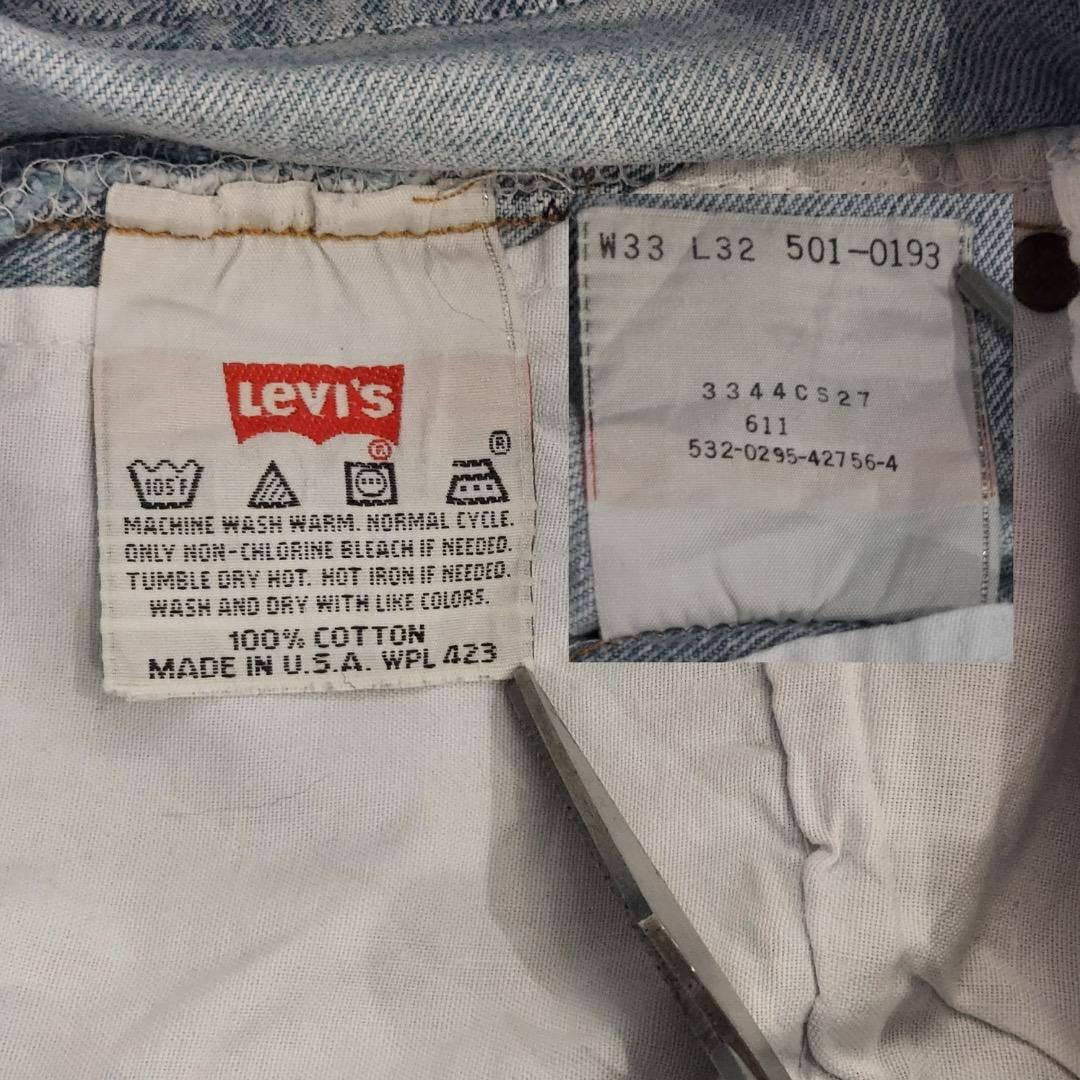 Levi's
®
105°F
MACHINE WASH WARM. NORMAL CYCLE.
ONLY NON-CHLORINE BLEACH IF NEEDED.
TUMBLE DRY HOT. HOT IRON IF NEEDED.
WASH AND DRY WITH LIKE COLORS.
100% COTTON
MADE IN U.S.A. WPL 423
W33 L32 501-0193
3344CS27
611
532-0295-42756-4